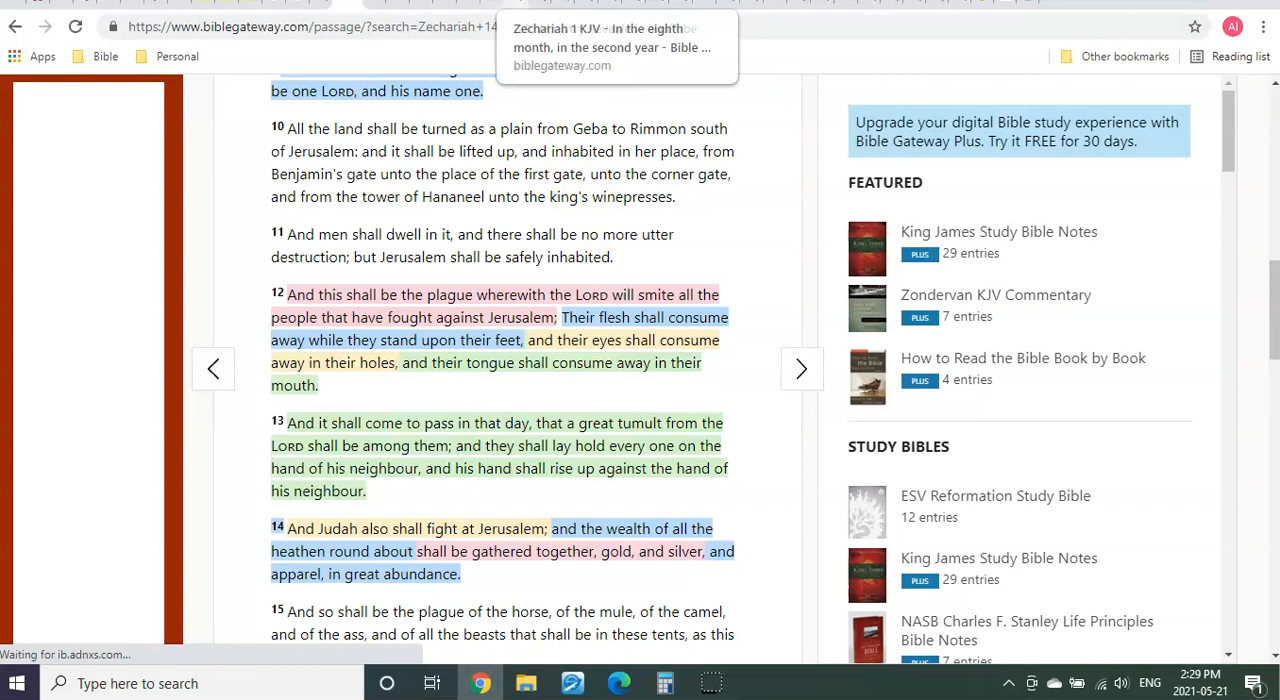 https://www.biblegateway.com/passage/?search=Zechariah+14
Zechariah 1 KJV - In the eighth
month, in the second year - Bible ...
biblegateway.com
AI
Apps
Bible
Personal
Other bookmarks
Reading list
be one LORD, and his name one.
10 All the land shall be turned as a plain from Geba to Rimmon south
of Jerusalem: and it shall be lifted up, and inhabited in her place, from
Benjamin's gate unto the place of the first gate, unto the corner gate,
and from the tower of Hananeel unto the king's winepresses.
11 And men shall dwell in it, and there shall be no more utter
destruction; but Jerusalem shall be safely inhabited.
12 And this shall be the plague wherewith the LORD will smite all the
people that have fought against Jerusalem; Their flesh shall consume
away while they stand upon their feet, and their eyes shall consume
away in their holes, and their tongue shall consume away in their
mouth.
13 And it shall come to pass in that day, that a great tumult from the
LORD shall be among them; and they shall lay hold every one on the
hand of his neighbour, and his hand shall rise up against the hand of
his neighbour.
14 And Judah also shall fight at Jerusalem; and the wealth of all the
heathen round about shall be gathered together, gold, and silver, and
apparel, in great abundance.
15 And so shall be the plague of the horse, of the mule, of the camel,
and of the ass, and of all the beasts that shall be in these tents, as this
Upgrade your digital Bible study experience with
Bible Gateway Plus. Try it FREE for 30 days.
FEATURED
King James Study Bible Notes
PLUS 29 entries
Zondervan KJV Commentary
PLUS 7 entries
How to Read the Bible Book by Book
PLUS 4 entries
STUDY BIBLES
ESV Reformation Study Bible
12 entries
King James Study Bible Notes
PLUS 29 entries
NASB Charles F. Stanley Life Principles
Bible Notes
PLUS 7 entries
Waiting for ib.adnxs.com...
Type here to search
ENG
2:29 PM
2021-05-21
1